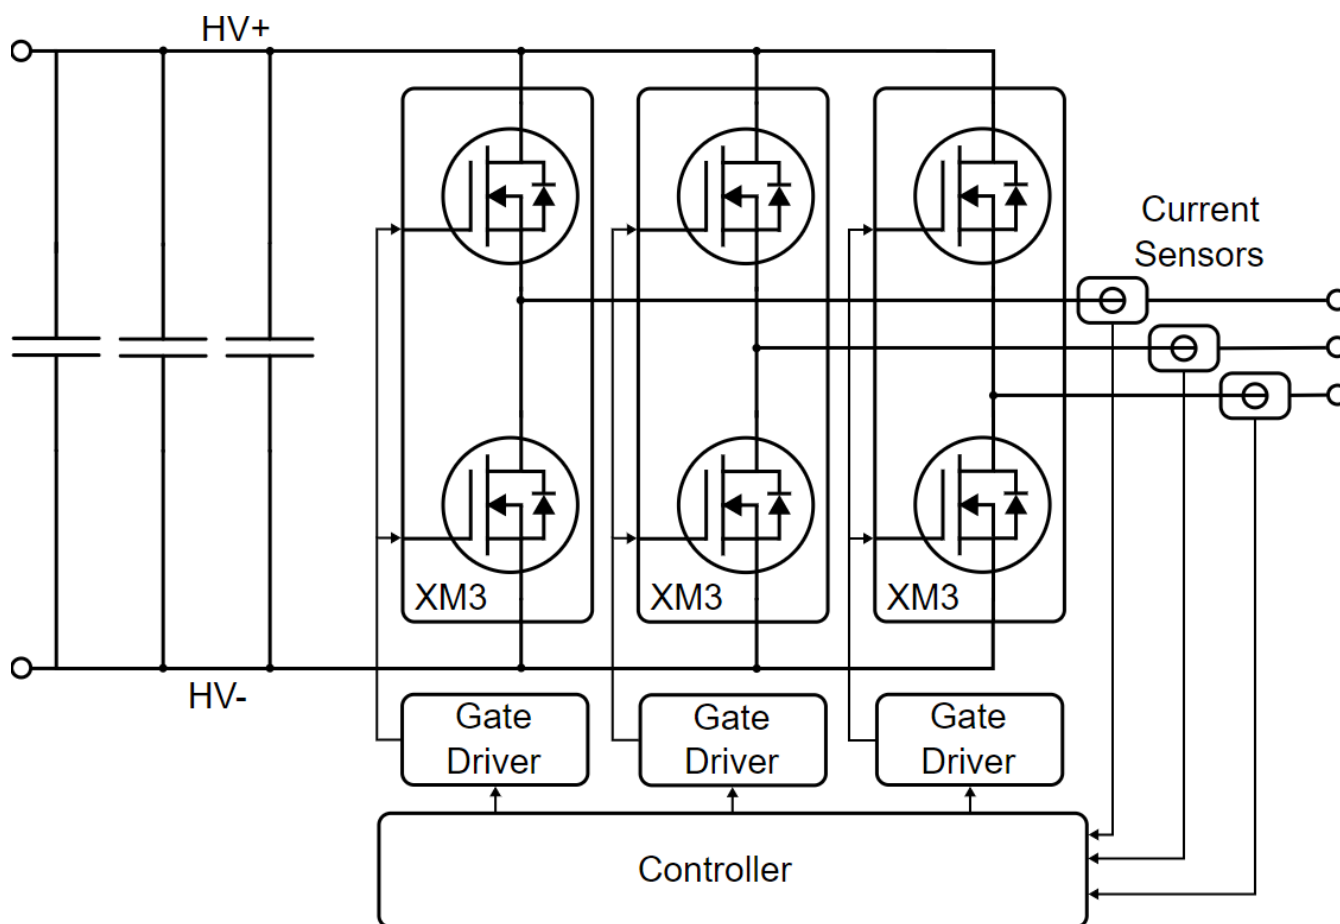 HV+
Current
Sensors
XM3
XM3
XM3
HV-
Gate
Driver
Gate
Driver
Gate
Driver
Controller